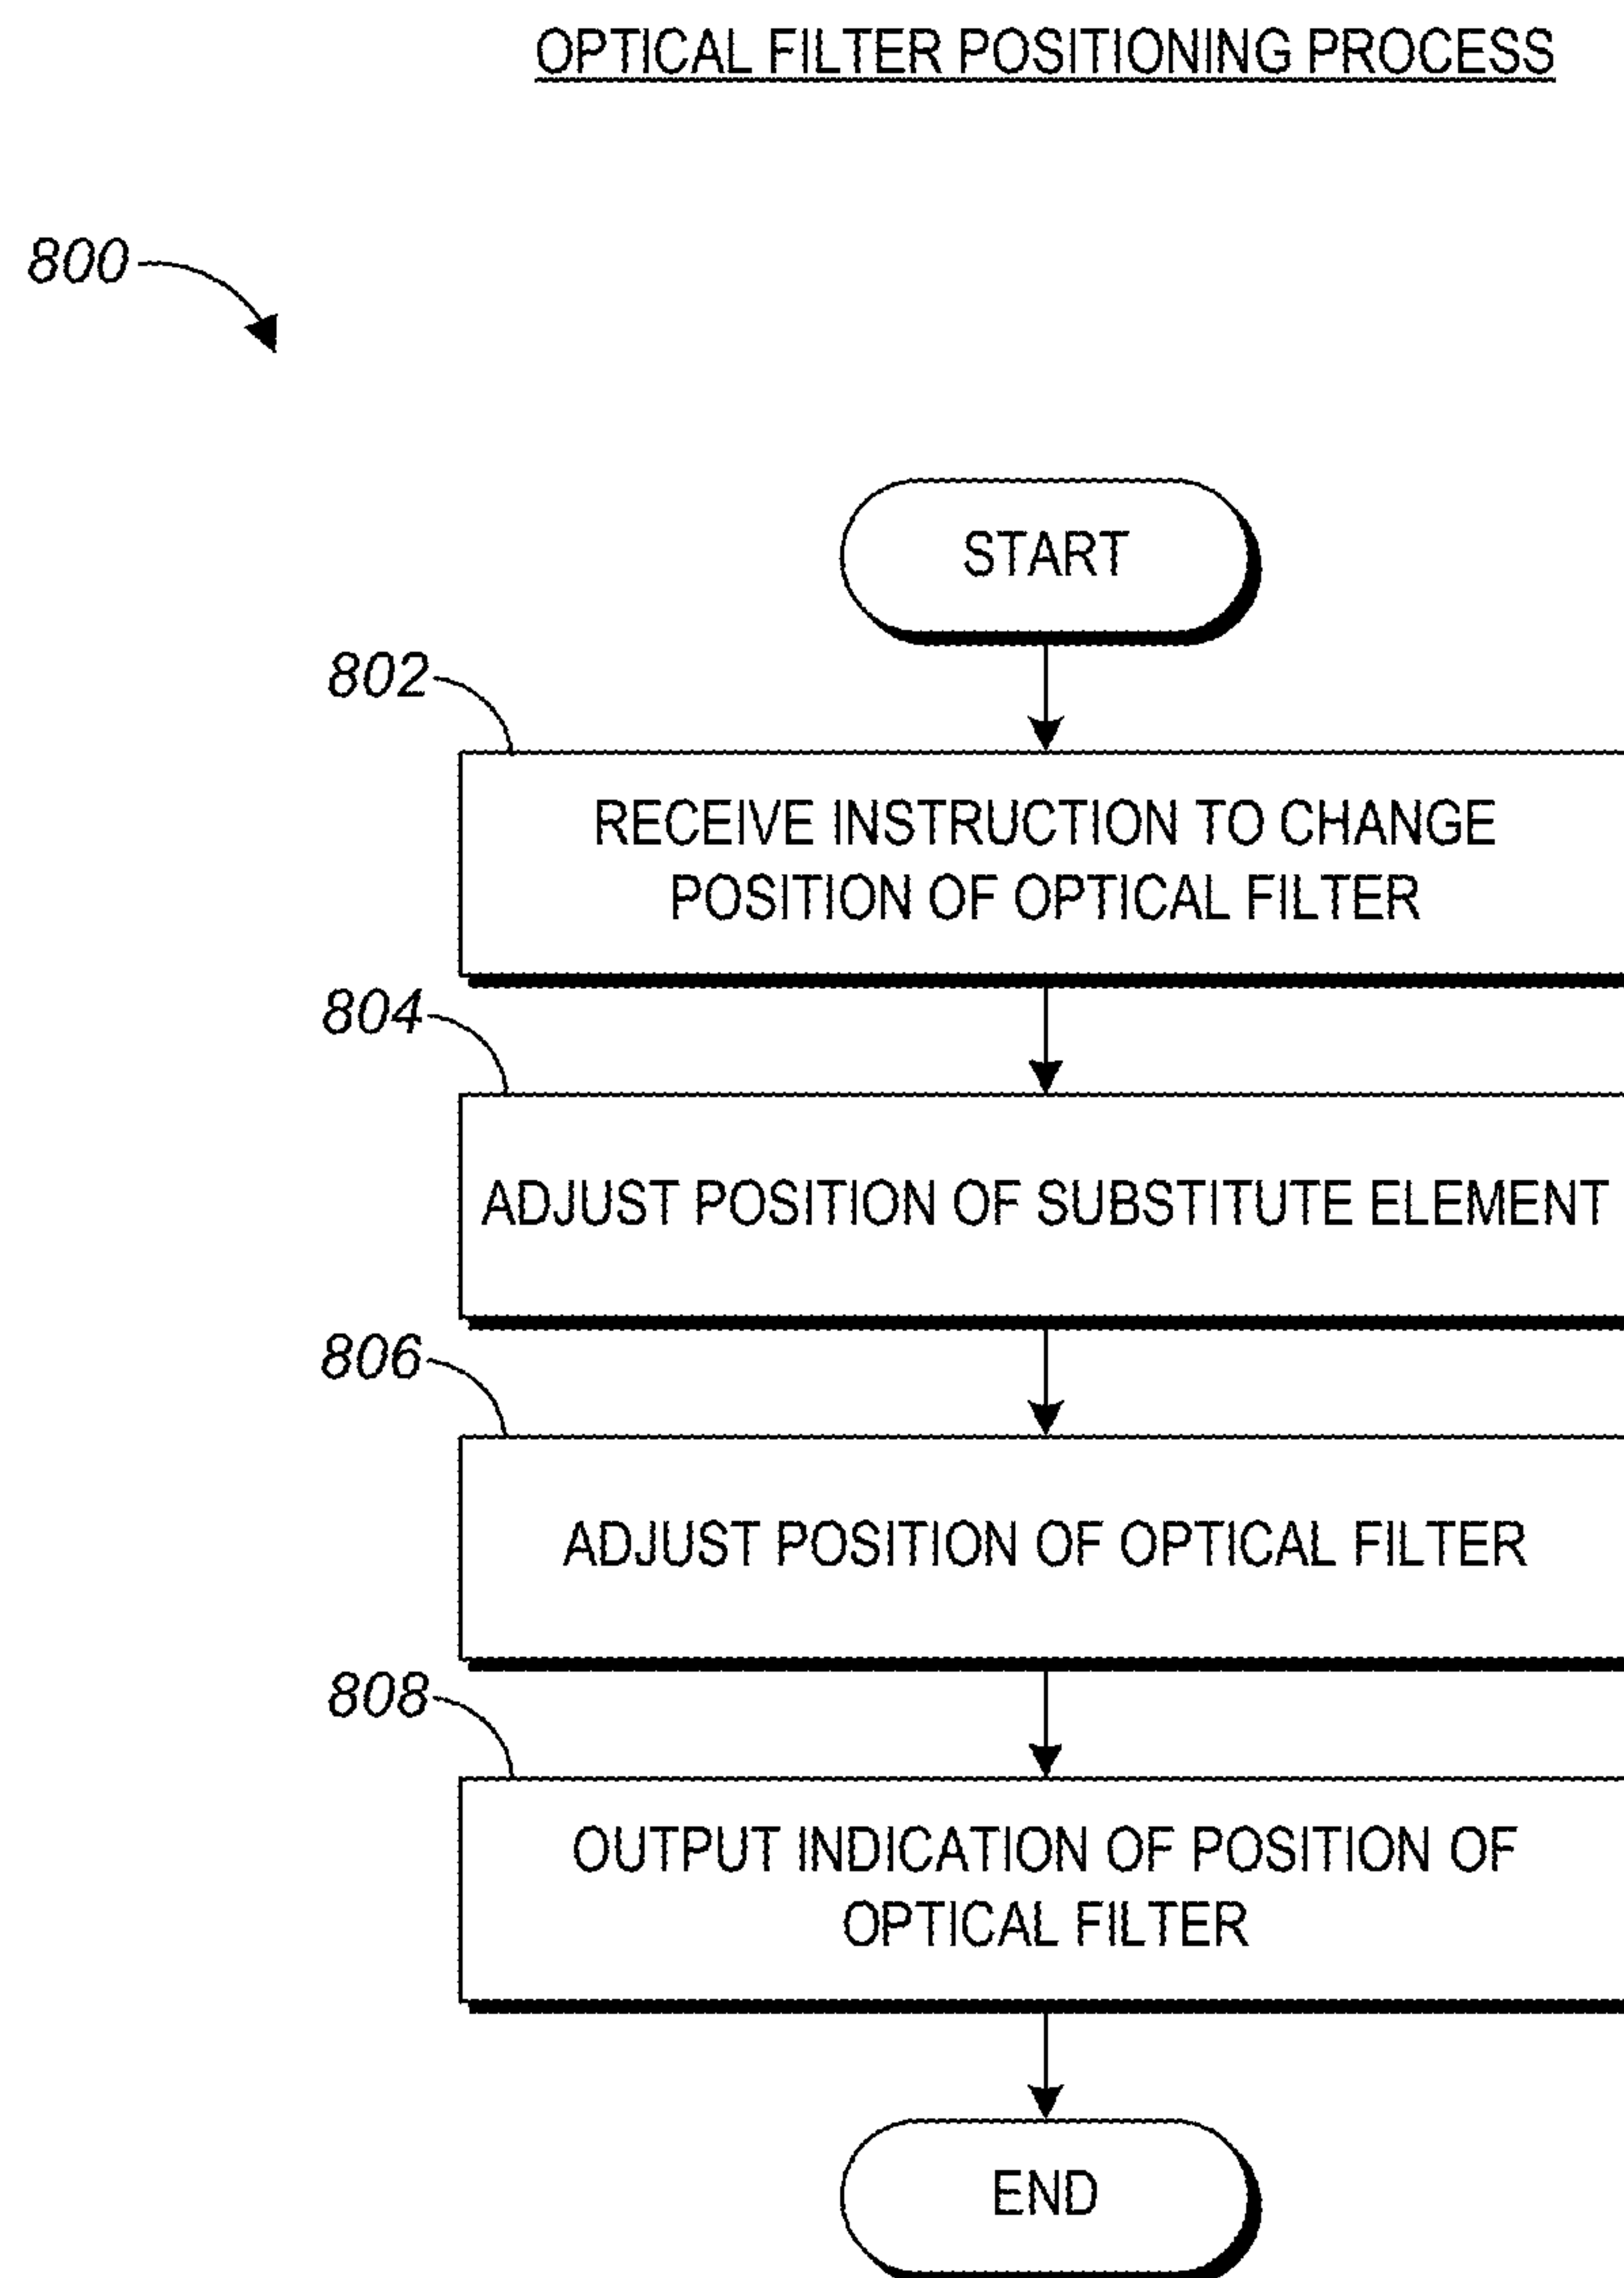 OPTICAL FILTER POSITIONING PROCESS
800
START
802
RECEIVE INSTRUCTION TO CHANGE
POSITION OF OPTICAL FILTER
804
ADJUST POSITION OF SUBSTITUTE ELEMENT
806
ADJUST POSITION OF OPTICAL FILTER
808
OUTPUT INDICATION OF POSITION OF
OPTICAL FILTER
END